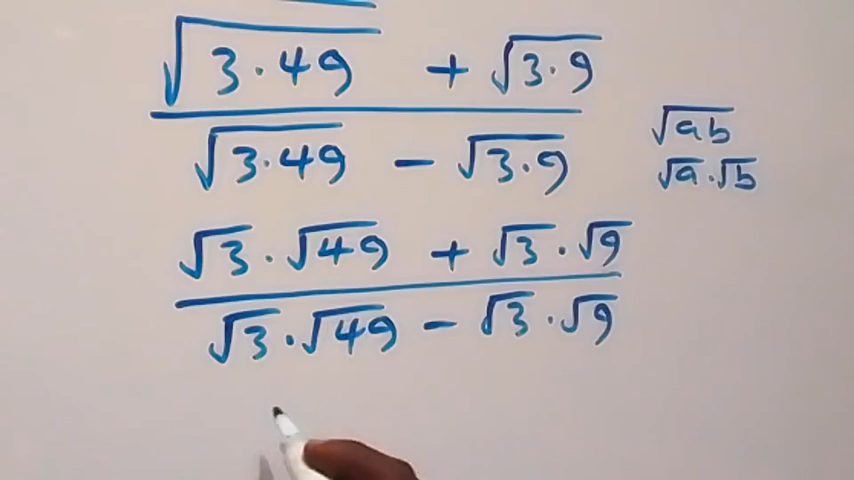 √3·49 + √3·9
√3·49 − √3·9
√ab
√a·√b
√3·√49 + √3·√9
√3·√49 − √3·√9